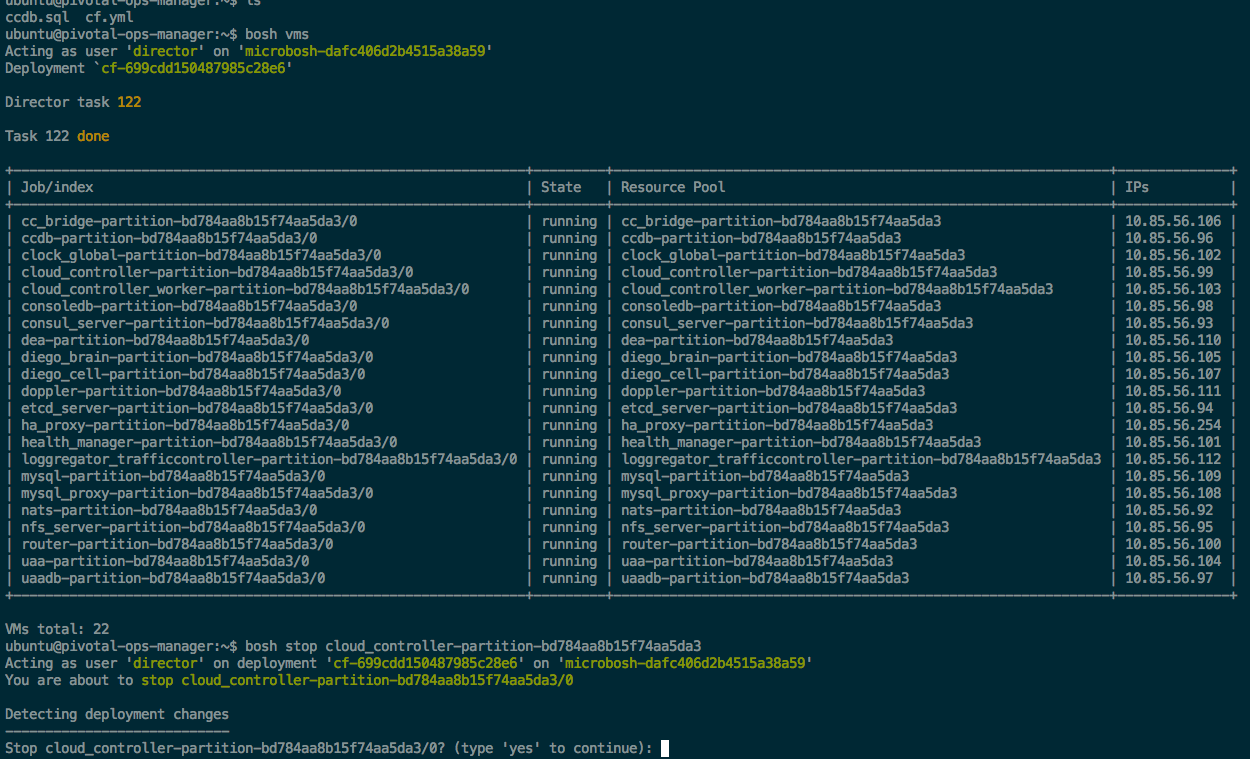 ubuntu@pivotal-ops-manager:~$ ls
ccdb.sql  cf.yml
ubuntu@pivotal-ops-manager:~$ bosh vms
Acting as user 'director' on 'microbosh-dafc406d2b4515a38a59'
Deployment `cf-699cdd150487985c28e6'
Director task 122
Task 122 done
| Job/index | State | Resource Pool | IPs |
| cc_bridge-partition-bd784aa8b15f74aa5da3/0 | running | cc_bridge-partition-bd784aa8b15f74aa5da3 | 10.85.56.106 |
| ccdb-partition-bd784aa8b15f74aa5da3/0 | running | ccdb-partition-bd784aa8b15f74aa5da3 | 10.85.56.96 |
| clock_global-partition-bd784aa8b15f74aa5da3/0 | running | clock_global-partition-bd784aa8b15f74aa5da3 | 10.85.56.102 |
| cloud_controller-partition-bd784aa8b15f74aa5da3/0 | running | cloud_controller-partition-bd784aa8b15f74aa5da3 | 10.85.56.99 |
| cloud_controller_worker-partition-bd784aa8b15f74aa5da3/0 | running | cloud_controller_worker-partition-bd784aa8b15f74aa5da3 | 10.85.56.103 |
| consoledb-partition-bd784aa8b15f74aa5da3/0 | running | consoledb-partition-bd784aa8b15f74aa5da3 | 10.85.56.98 |
| consul_server-partition-bd784aa8b15f74aa5da3/0 | running | consul_server-partition-bd784aa8b15f74aa5da3 | 10.85.56.93 |
| dea-partition-bd784aa8b15f74aa5da3/0 | running | dea-partition-bd784aa8b15f74aa5da3 | 10.85.56.110 |
| diego_brain-partition-bd784aa8b15f74aa5da3/0 | running | diego_brain-partition-bd784aa8b15f74aa5da3 | 10.85.56.105 |
| diego_cell-partition-bd784aa8b15f74aa5da3/0 | running | diego_cell-partition-bd784aa8b15f74aa5da3 | 10.85.56.107 |
| doppler-partition-bd784aa8b15f74aa5da3/0 | running | doppler-partition-bd784aa8b15f74aa5da3 | 10.85.56.111 |
| etcd_server-partition-bd784aa8b15f74aa5da3/0 | running | etcd_server-partition-bd784aa8b15f74aa5da3 | 10.85.56.94 |
| ha_proxy-partition-bd784aa8b15f74aa5da3/0 | running | ha_proxy-partition-bd784aa8b15f74aa5da3 | 10.85.56.254 |
| health_manager-partition-bd784aa8b15f74aa5da3/0 | running | health_manager-partition-bd784aa8b15f74aa5da3 | 10.85.56.101 |
| loggregator_trafficcontroller-partition-bd784aa8b15f74aa5da3/0 | running | loggregator_trafficcontroller-partition-bd784aa8b15f74aa5da3 | 10.85.56.112 |
| mysql-partition-bd784aa8b15f74aa5da3/0 | running | mysql-partition-bd784aa8b15f74aa5da3 | 10.85.56.109 |
| mysql_proxy-partition-bd784aa8b15f74aa5da3/0 | running | mysql_proxy-partition-bd784aa8b15f74aa5da3 | 10.85.56.108 |
| nats-partition-bd784aa8b15f74aa5da3/0 | running | nats-partition-bd784aa8b15f74aa5da3 | 10.85.56.92 |
| nfs_server-partition-bd784aa8b15f74aa5da3/0 | running | nfs_server-partition-bd784aa8b15f74aa5da3 | 10.85.56.95 |
| router-partition-bd784aa8b15f74aa5da3/0 | running | router-partition-bd784aa8b15f74aa5da3 | 10.85.56.100 |
| uaa-partition-bd784aa8b15f74aa5da3/0 | running | uaa-partition-bd784aa8b15f74aa5da3 | 10.85.56.104 |
| uaadb-partition-bd784aa8b15f74aa5da3/0 | running | uaadb-partition-bd784aa8b15f74aa5da3 | 10.85.56.97 |
VMs total: 22
ubuntu@pivotal-ops-manager:~$ bosh stop cloud_controller-partition-bd784aa8b15f74aa5da3
Acting as user 'director' on deployment 'cf-699cdd150487985c28e6' on 'microbosh-dafc406d2b4515a38a59'
You are about to stop cloud_controller-partition-bd784aa8b15f74aa5da3/0
Detecting deployment changes
----------------------------
Stop cloud_controller-partition-bd784aa8b15f74aa5da3/0? (type 'yes' to continue):